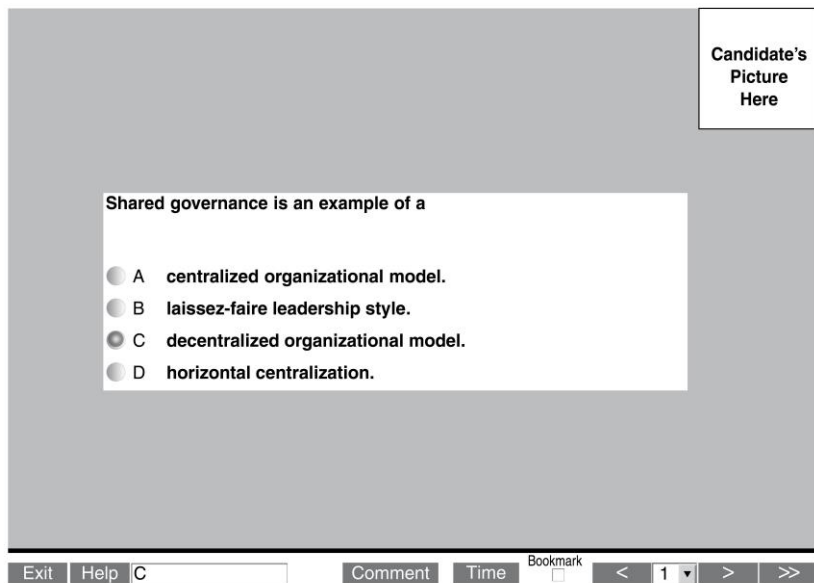 Candidate's
Picture
Here
Shared governance is an example of a
A centralized organizational model.
B laissez-faire leadership style.
C decentralized organizational model.
D horizontal centralization.
Exit Help C Comment Time Bookmark < 1 > >>